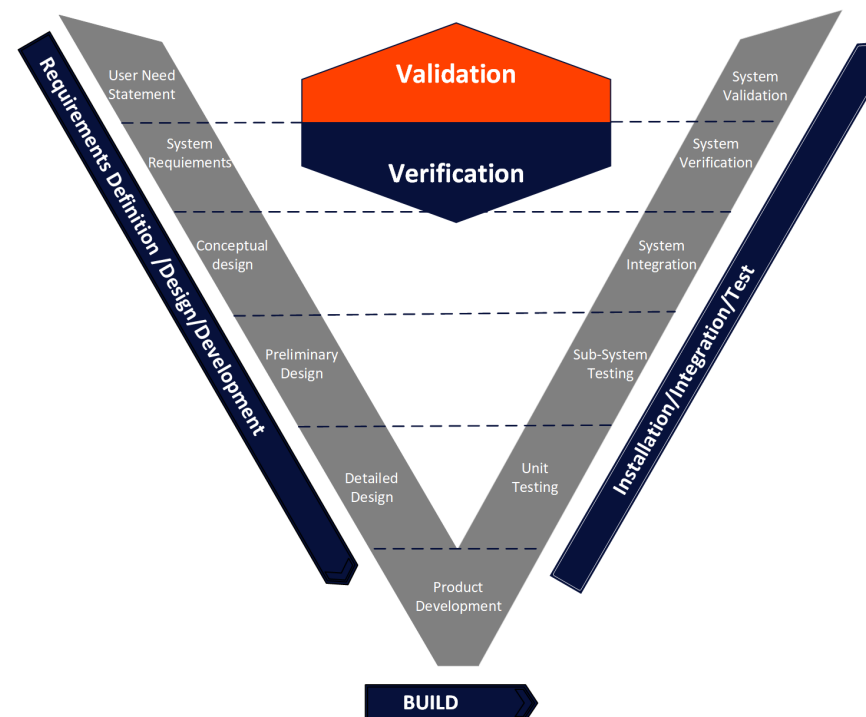 Validation
Verification
User Need
Statement
System
Requiements
Conceptual
design
Preliminary
Design
Detailed
Design
Product
Development
Unit
Testing
Sub-System
Testing
System
Integration
System
Verification
System
Validation
Requirements Definition /Design/Development
Installation/Integration/Test
BUILD